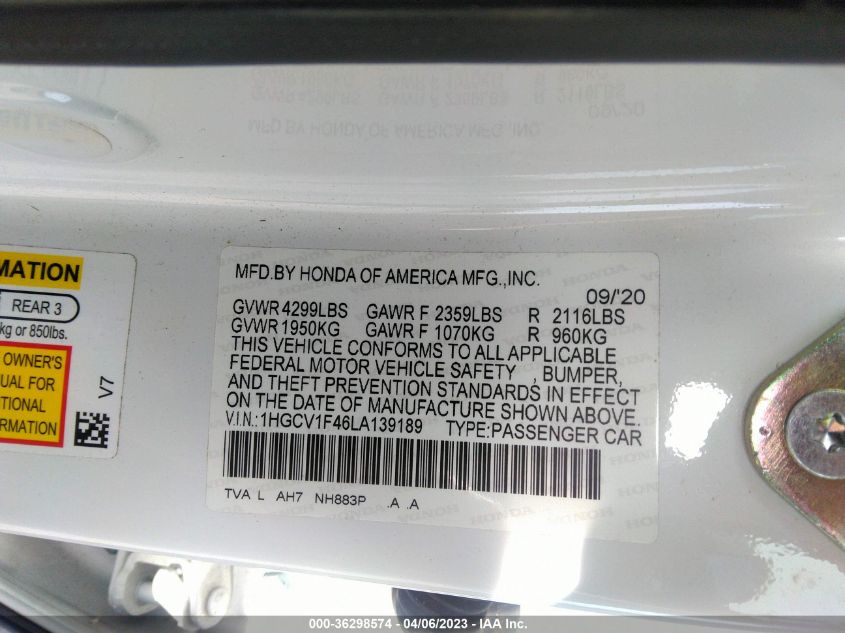 MFD.BY HONDA OF AMERICA MFG.,INC.
09/'20
GVWR 4299LBS GAWR F 2359LBS R 2116LBS
GVWR 1950KG GAWR F 1070KG R 960KG
THIS VEHICLE CONFORMS TO ALL APPLICABLE
FEDERAL MOTOR VEHICLE SAFETY , BUMPER,
AND THEFT PREVENTION STANDARDS IN EFFECT
ON THE DATE OF MANUFACTURE SHOWN ABOVE.
V.I.N.: 1HGCV1F46LA139189 TYPE:PASSENGER CAR
TVA L AH7 NH883P .A .A
MATION
REAR 3
kg or 850lbs.
OWNER'S
UAL FOR
TIONAL
ORMATION
V7
000-36298574 - 04/06/2023 - IAA Inc.